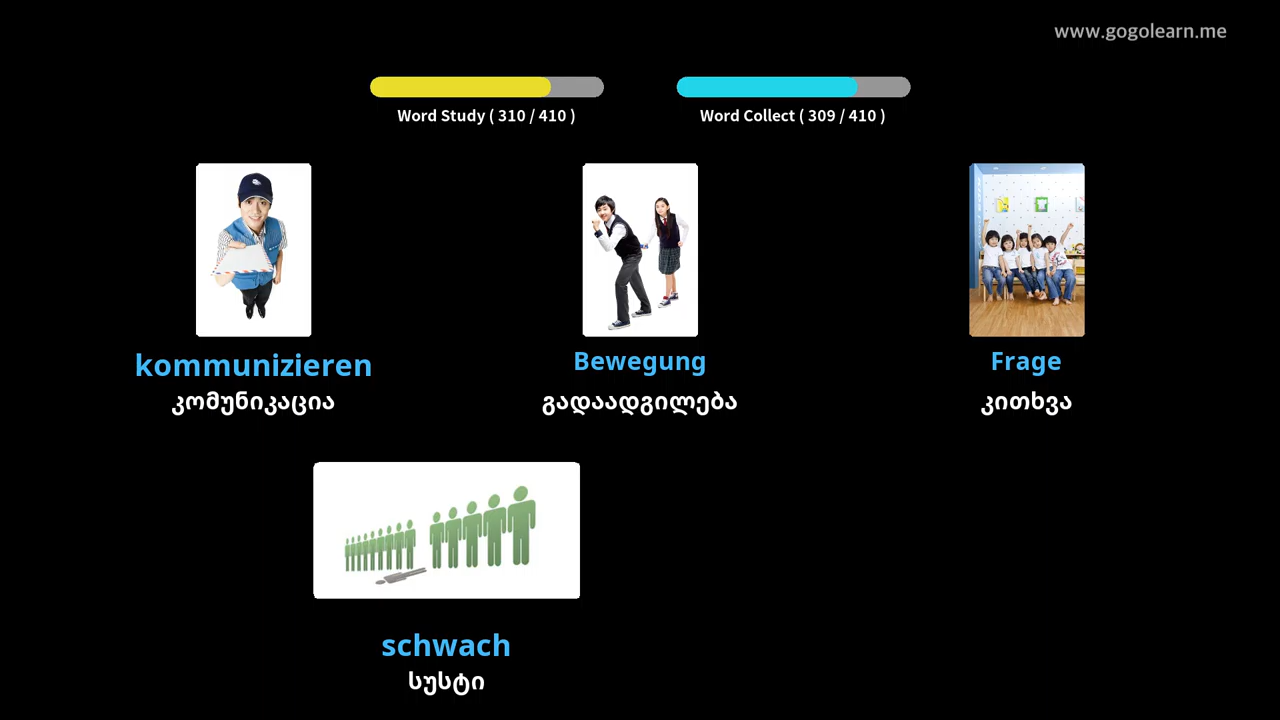 www.gogolearn.me
Word Study ( 310 / 410 )
Word Collect ( 309 / 410 )
kommunizieren
კომუნიკაცია
Bewegung
გადაადგილება
Frage
კითხვა
schwach
სუსტი